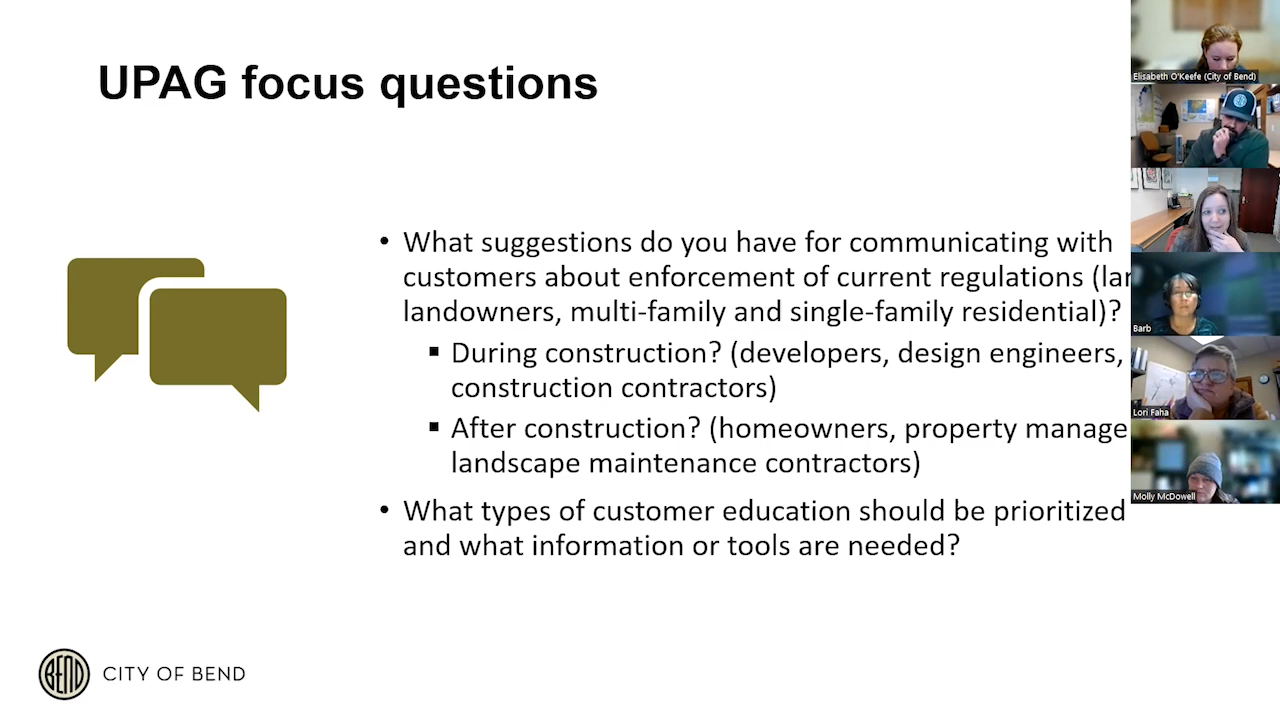 UPAG focus questions
• What suggestions do you have for communicating with
customers about enforcement of current regulations
landowners, multi-family and single-family residential)?
▪ During construction? (developers, design engineers,
construction contractors)
▪ After construction? (homeowners, property
landscape maintenance contractors)
• What types of customer education should be prioritized
and what information or tools are needed?
BEND
CITY OF BEND
Elisabeth O'Keefe (City of Bend)
Barb
Lori Faha
Molly McDowell